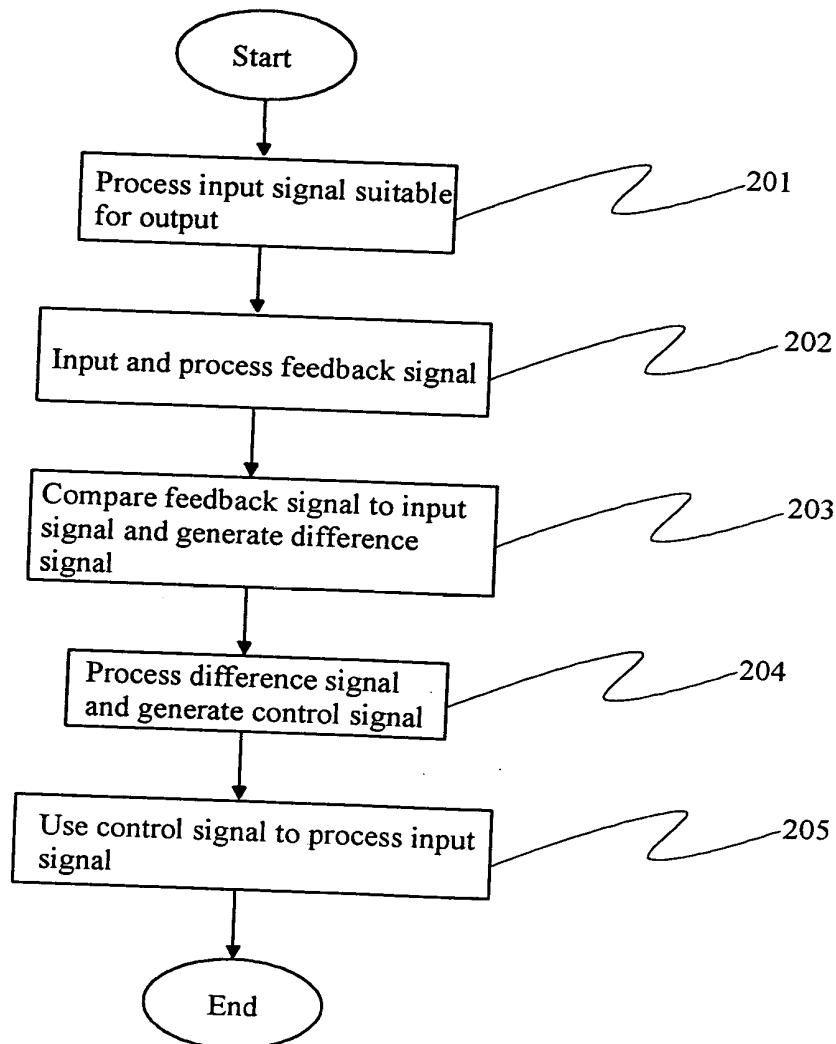 Start
Process input signal suitable
for output
201
Input and process feedback signal
202
Compare feedback signal to input
signal and generate difference
signal
203
Process difference signal
and generate control signal
204
Use control signal to process input
signal
205
End